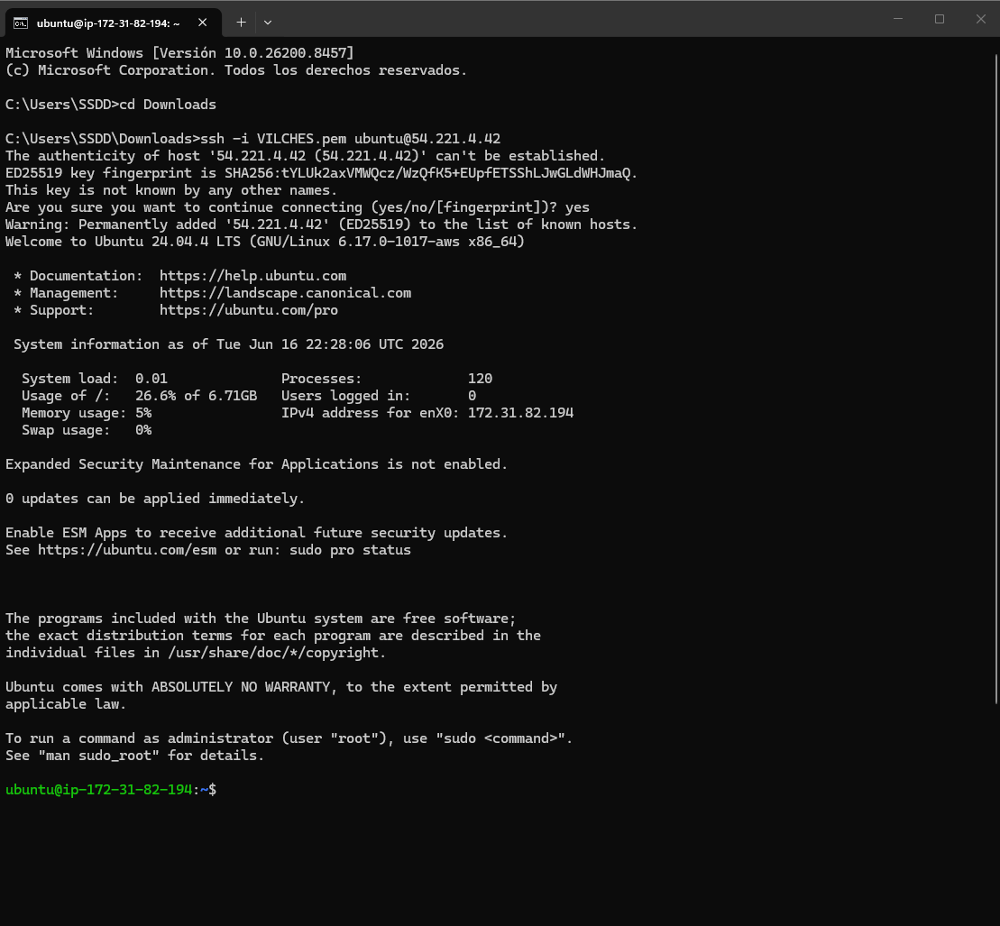 ubuntu@ip-172-31-82-194: ~
Microsoft Windows [Versión 10.0.26200.8457]
(c) Microsoft Corporation. Todos los derechos reservados.
C:\Users\SSDD>cd Downloads
C:\Users\SSDD\Downloads>ssh -i VILCHES.pem ubuntu@54.221.4.42
The authenticity of host '54.221.4.42 (54.221.4.42)' can't be established.
ED25519 key fingerprint is SHA256:tYLUk2axVMWQcz/WzQfK5+EUpfETSShLJwGLdWHJmaQ.
This key is not known by any other names.
Are you sure you want to continue connecting (yes/no/[fingerprint])? yes
Warning: Permanently added '54.221.4.42' (ED25519) to the list of known hosts.
Welcome to Ubuntu 24.04.4 LTS (GNU/Linux 6.17.0-1017-aws x86_64)
* Documentation:  https://help.ubuntu.com
* Management:     https://landscape.canonical.com
* Support:        https://ubuntu.com/pro
System information as of Tue Jun 16 22:28:06 UTC 2026
System load:  0.01              Processes:             120
Usage of /:   26.6% of 6.71GB   Users logged in:       0
Memory usage: 5%                IPv4 address for enX0: 172.31.82.194
Swap usage:   0%
Expanded Security Maintenance for Applications is not enabled.
0 updates can be applied immediately.
Enable ESM Apps to receive additional future security updates.
See https://ubuntu.com/esm or run: sudo pro status
The programs included with the Ubuntu system are free software;
the exact distribution terms for each program are described in the
individual files in /usr/share/doc/*/copyright.
Ubuntu comes with ABSOLUTELY NO WARRANTY, to the extent permitted by
applicable law.
To run a command as administrator (user "root"), use "sudo <command>".
See "man sudo_root" for details.
ubuntu@ip-172-31-82-194:~$